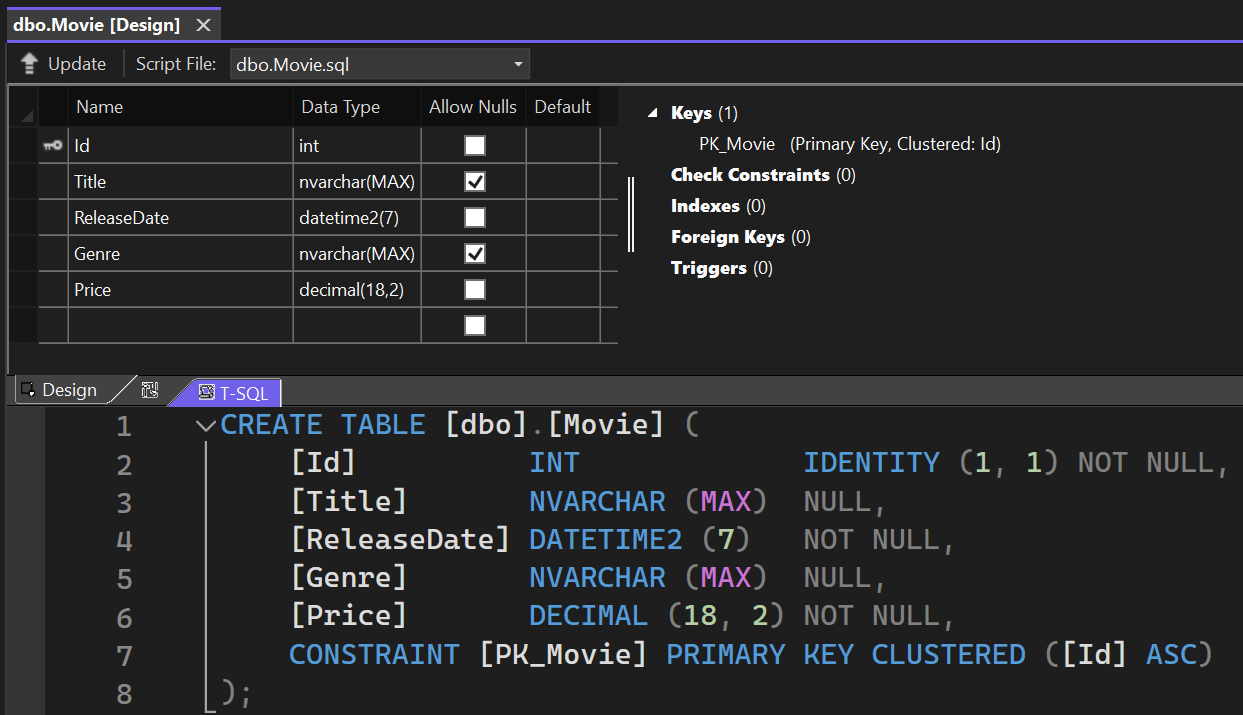 dbo.Movie [Design] ✕
Update Script File: dbo.Movie.sql
Name Data Type Allow Nulls Default
Id int
Title nvarchar(MAX)
ReleaseDate datetime2(7)
Genre nvarchar(MAX)
Price decimal(18,2)
Keys (1)
PK_Movie (Primary Key, Clustered: Id)
Check Constraints (0)
Indexes (0)
Foreign Keys (0)
Triggers (0)
Design T-SQL
1 CREATE TABLE [dbo].[Movie] (
2 [Id] INT IDENTITY (1, 1) NOT NULL,
3 [Title] NVARCHAR (MAX) NULL,
4 [ReleaseDate] DATETIME2 (7) NOT NULL,
5 [Genre] NVARCHAR (MAX) NULL,
6 [Price] DECIMAL (18, 2) NOT NULL,
7 CONSTRAINT [PK_Movie] PRIMARY KEY CLUSTERED ([Id] ASC)
8 );